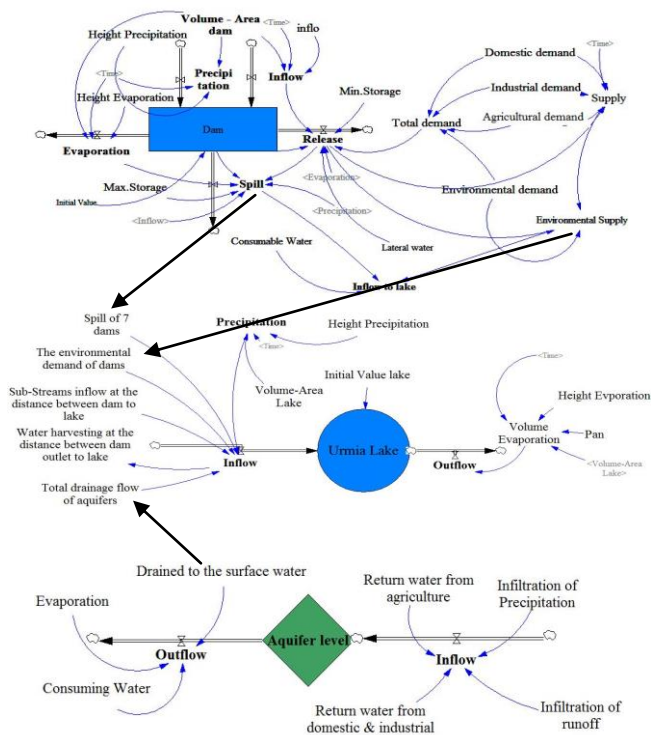 Volume - Area
dam
Height Precipitation
<Time>
inflo
<Time>
Precipi
tation
Inflow
Height Evaporation
Domestic demand
<Time>
Industrial demand
Supply
Min.Storage
Agricultural demand
Total demand
Dam
Release
Evaporation
<Evaporation>
Environmental demand
Max.Storage
Spill
Initial Value
<Precipitation>
<Inflow>
Environmental Supply
Consumable Water
Lateral water
Inflow to lake
Spill of 7
dams
Precipitation
Height Precipitation
<Time>
The environmental
demand of dams
Volume-Area
Lake
Initial Value lake
<Time>
Sub-Streams inflow at the
distance between dam to
lake
Height Evporation
Volume
Evaporation
Pan
Water harvesting at the
distance between dam
outlet to lake
Inflow
Urmia Lake
Outflow
<Volume-Area
Lake>
Total drainage flow
of aquifers
Drained to the surface water
Return water from
agriculture
Infiltration of
Precipitation
Evaporation
Aquifer level
Outflow
Inflow
Consuming Water
Return water from
domestic & industrial
Infiltration of
runoff